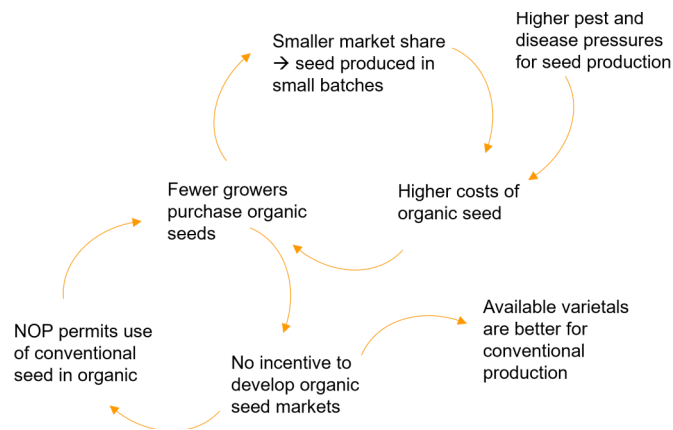 Smaller market share
→ seed produced in
small batches
Higher pest and
disease pressures
for seed production
Fewer growers
purchase organic
seeds
Higher costs of
organic seed
NOP permits use
of conventional
seed in organic
No incentive to
develop organic
seed markets
Available varietals
are better for
conventional
production